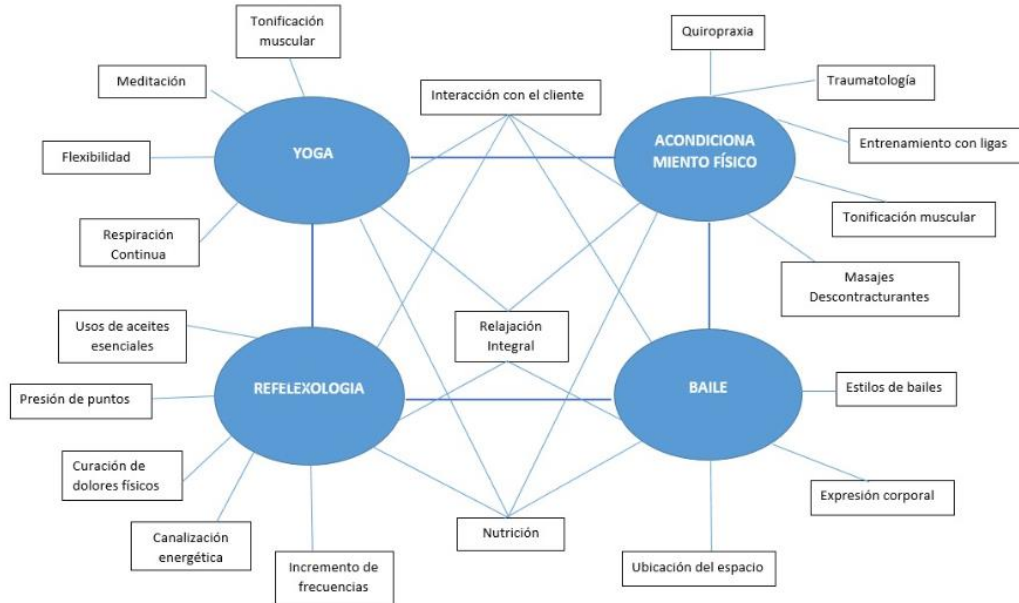 Tonificación
muscular
Quiropraxia
Meditación
Interacción con el cliente
Traumatología
YOGA
ACONDICIONA
MIENTO FÍSICO
Entrenamiento con ligas
Flexibilidad
Tonificación muscular
Respiración
Continua
Masajes
Descontracturantes
Usos de aceites
esenciales
Relajación
Integral
REFELEXOLOGIA
BAILE
Estilos de bailes
Presión de puntos
Curación de
dolores físicos
Expresión corporal
Canalización
energética
Nutrición
Incremento de
frecuencias
Ubicación del espacio